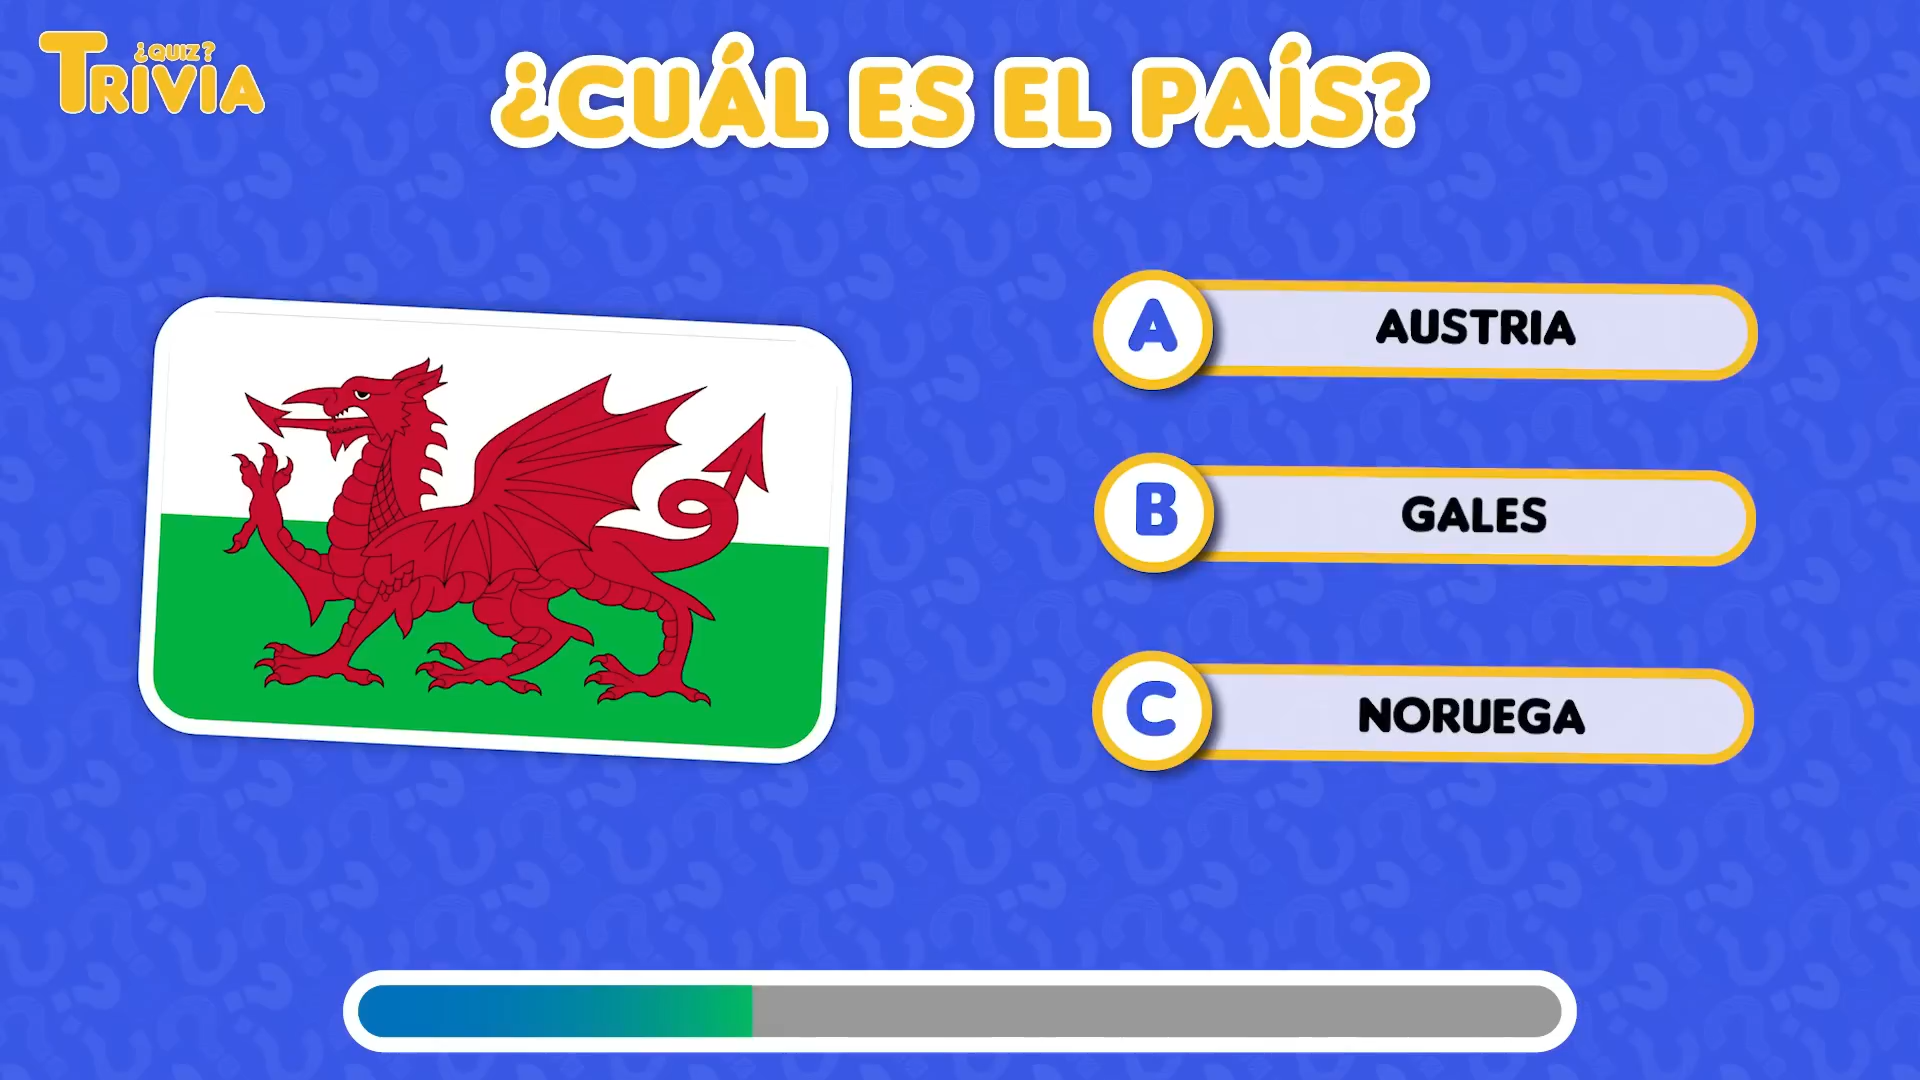 ¿QUIZ?
TRIVIA
¿CUÁL ES EL PAÍS?
A AUSTRIA
B GALES
C NORUEGA